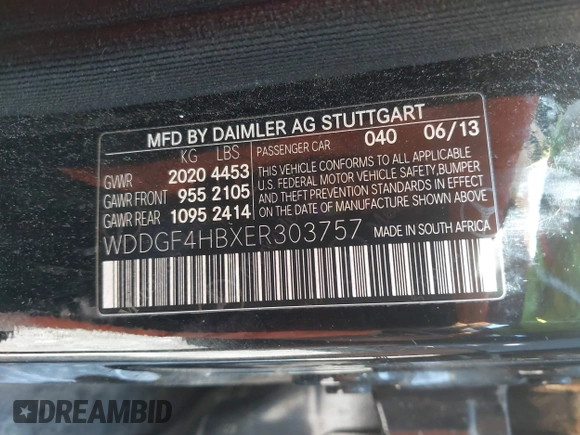 MFD BY DAIMLER AG STUTTGART
KG LBS
GVWR 2020 4453
GAWR FRONT 955 2105
GAWR REAR 1095 2414
PASSENGER CAR 040 06/13
THIS VEHICLE CONFORMS TO ALL APPLICABLE
U.S. FEDERAL MOTOR VEHICLE SAFETY,BUMPER
AND THEFT PREVENTION STANDARDS IN EFFECT
ON THE DATE OF MANUFACTURE SHOWN ABOVE.
WDDGF4HBXER303757 MADE IN SOUTH AFRICA
DREAMBID